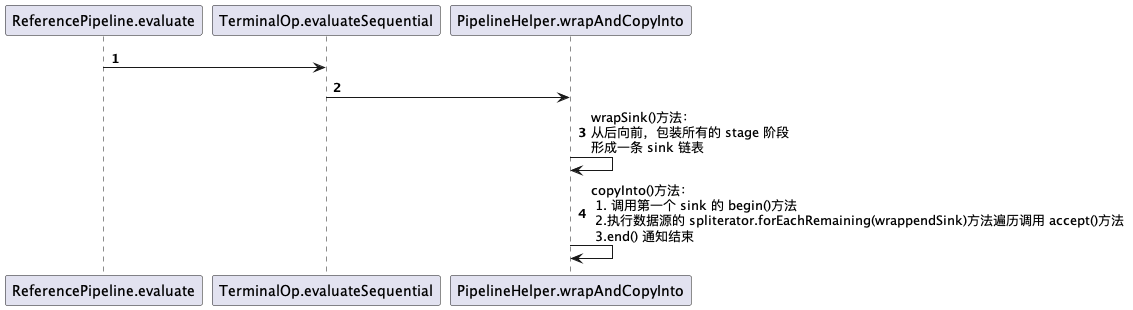 ReferencePipeline.evaluate
TerminalOp.evaluateSequential
PipelineHelper.wrapAndCopyInto
1
2
wrapSink()方法：
3 从后向前，包装所有的 stage 阶段
形成一条 sink 链表
copyInto()方法：
1. 调用第一个 sink 的 begin()方法
4 2.执行数据源的 spliterator.forEachRemaining(wrappendSink)方法遍历调用 accept()方法
3.end() 通知结束
ReferencePipeline.evaluate
TerminalOp.evaluateSequential
PipelineHelper.wrapAndCopyInto